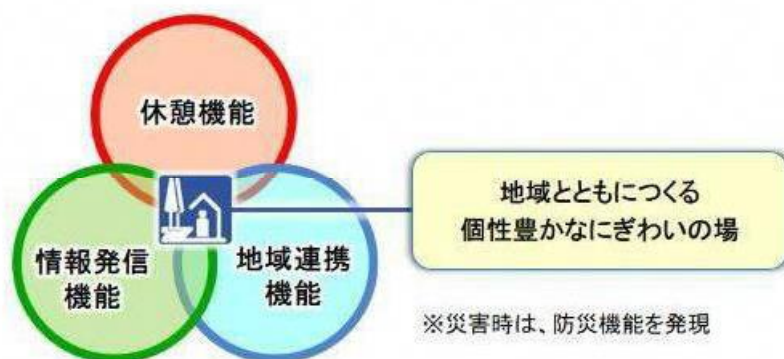 休憩機能
情報発信
機能
地域連携
機能
地域とともにつくる
個性豊かなにぎわいの場
※災害時は、防災機能を発現